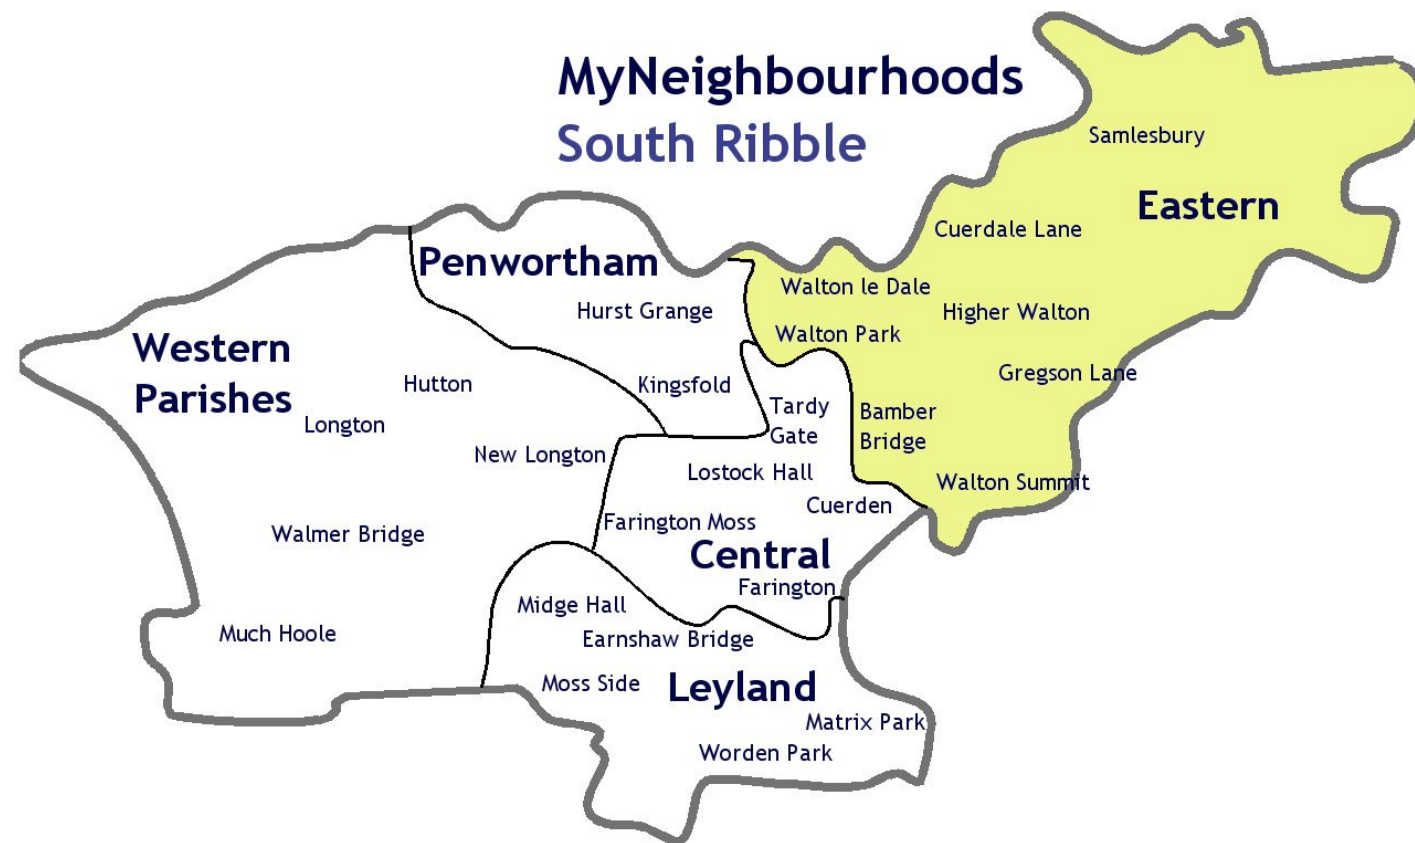 MyNeighbourhoods
South Ribble
Samlesbury
Eastern
Cuerdale Lane
Penwortham
Walton le Dale
Hurst Grange
Higher Walton
Walton Park
Western
Parishes
Gregson Lane
Hutton
Kingsfold
Tardy
Gate
Bamber
Bridge
Longton
New Longton
Lostock Hall
Walton Summit
Cuerden
Farington Moss
Walmer Bridge
Central
Farington
Midge Hall
Much Hoole
Earnshaw Bridge
Moss Side
Leyland
Matrix Park
Worden Park